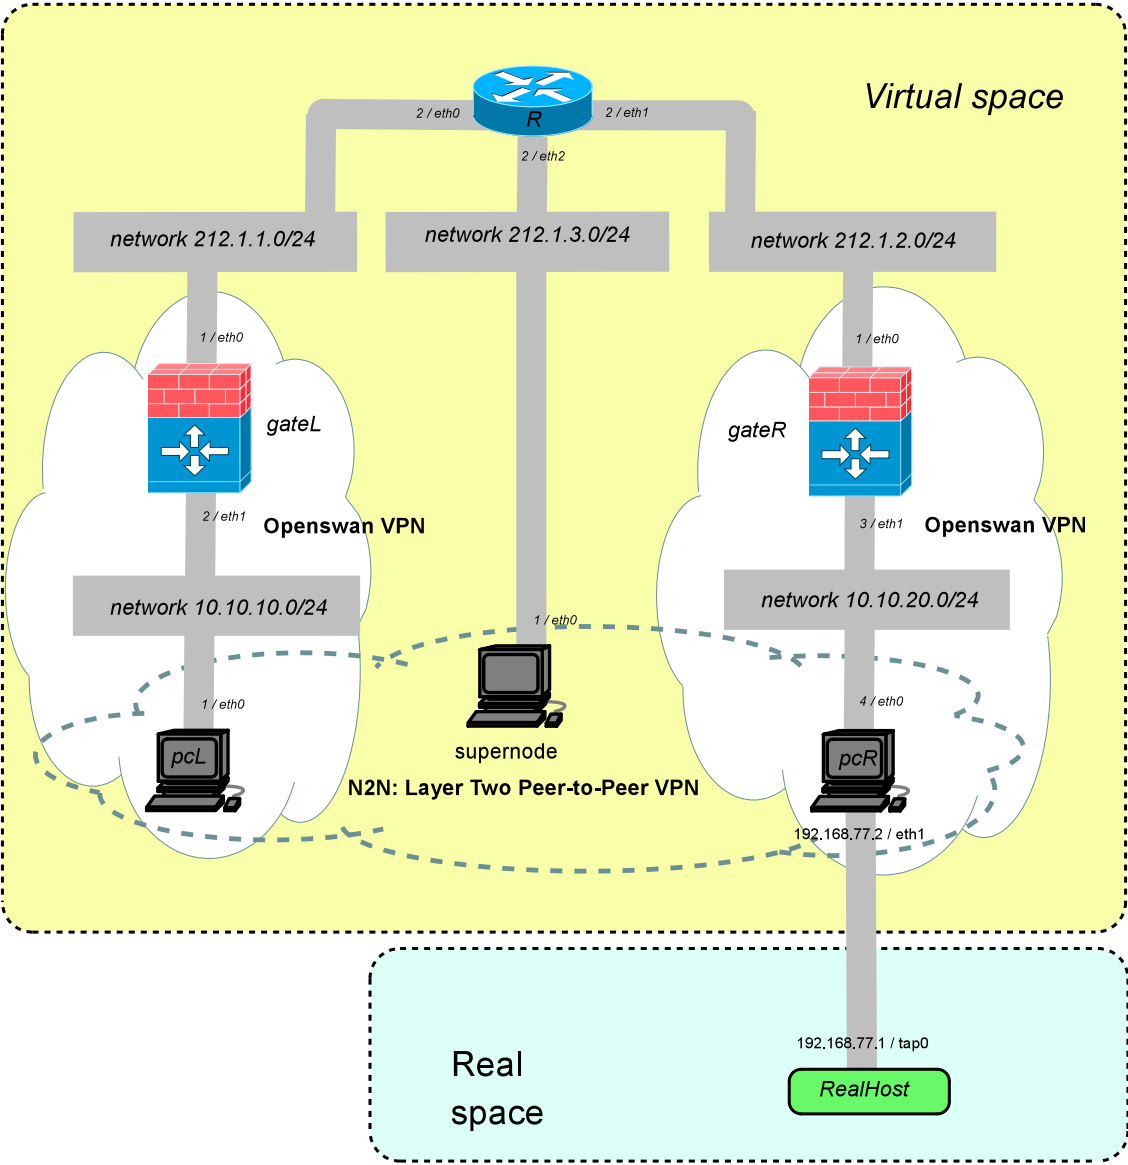 Virtual space
2 / eth0
R
2 / eth1
2 / eth2
network 212.1.1.0/24
network 212.1.3.0/24
network 212.1.2.0/24
1 / eth0
1 / eth0
gateL
gateR
2 / eth1
Openswan VPN
3 / eth1
Openswan VPN
network 10.10.10.0/24
network 10.10.20.0/24
1 / eth0
1 / eth0
4 / eth0
pcL
supernode
pcR
N2N: Layer Two Peer-to-Peer VPN
192.168.77.2 / eth1
192.168.77.1 / tap0
Real
space
RealHost